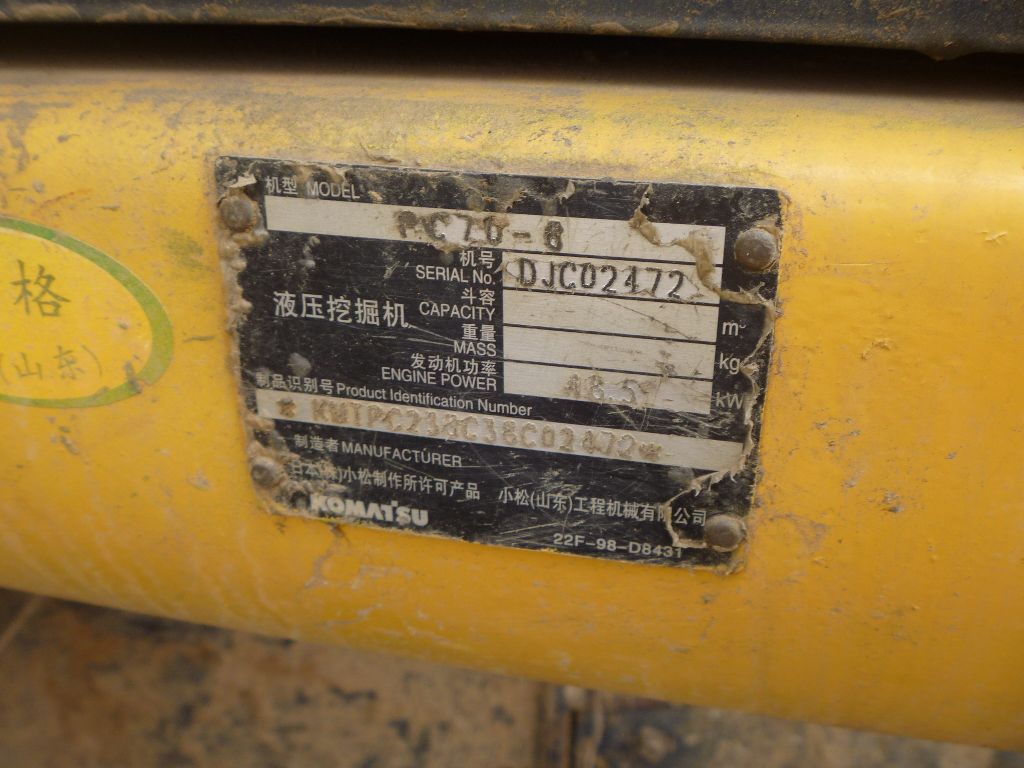 格
(山东)
机型 MODEL
PC70-8
机号
SERIAL No. DJC02472
斗容
CAPACITY m³
液压挖掘机
重量
MASS kg
发动机功率
ENGINE POWER 48.5 kW
制品识别号 Product Identification Number
制造者 MANUFACTURER
日本(株)小松制作所许可产品 小松(山东)工程机械有限公司
KOMATSU
22F-98-D8431